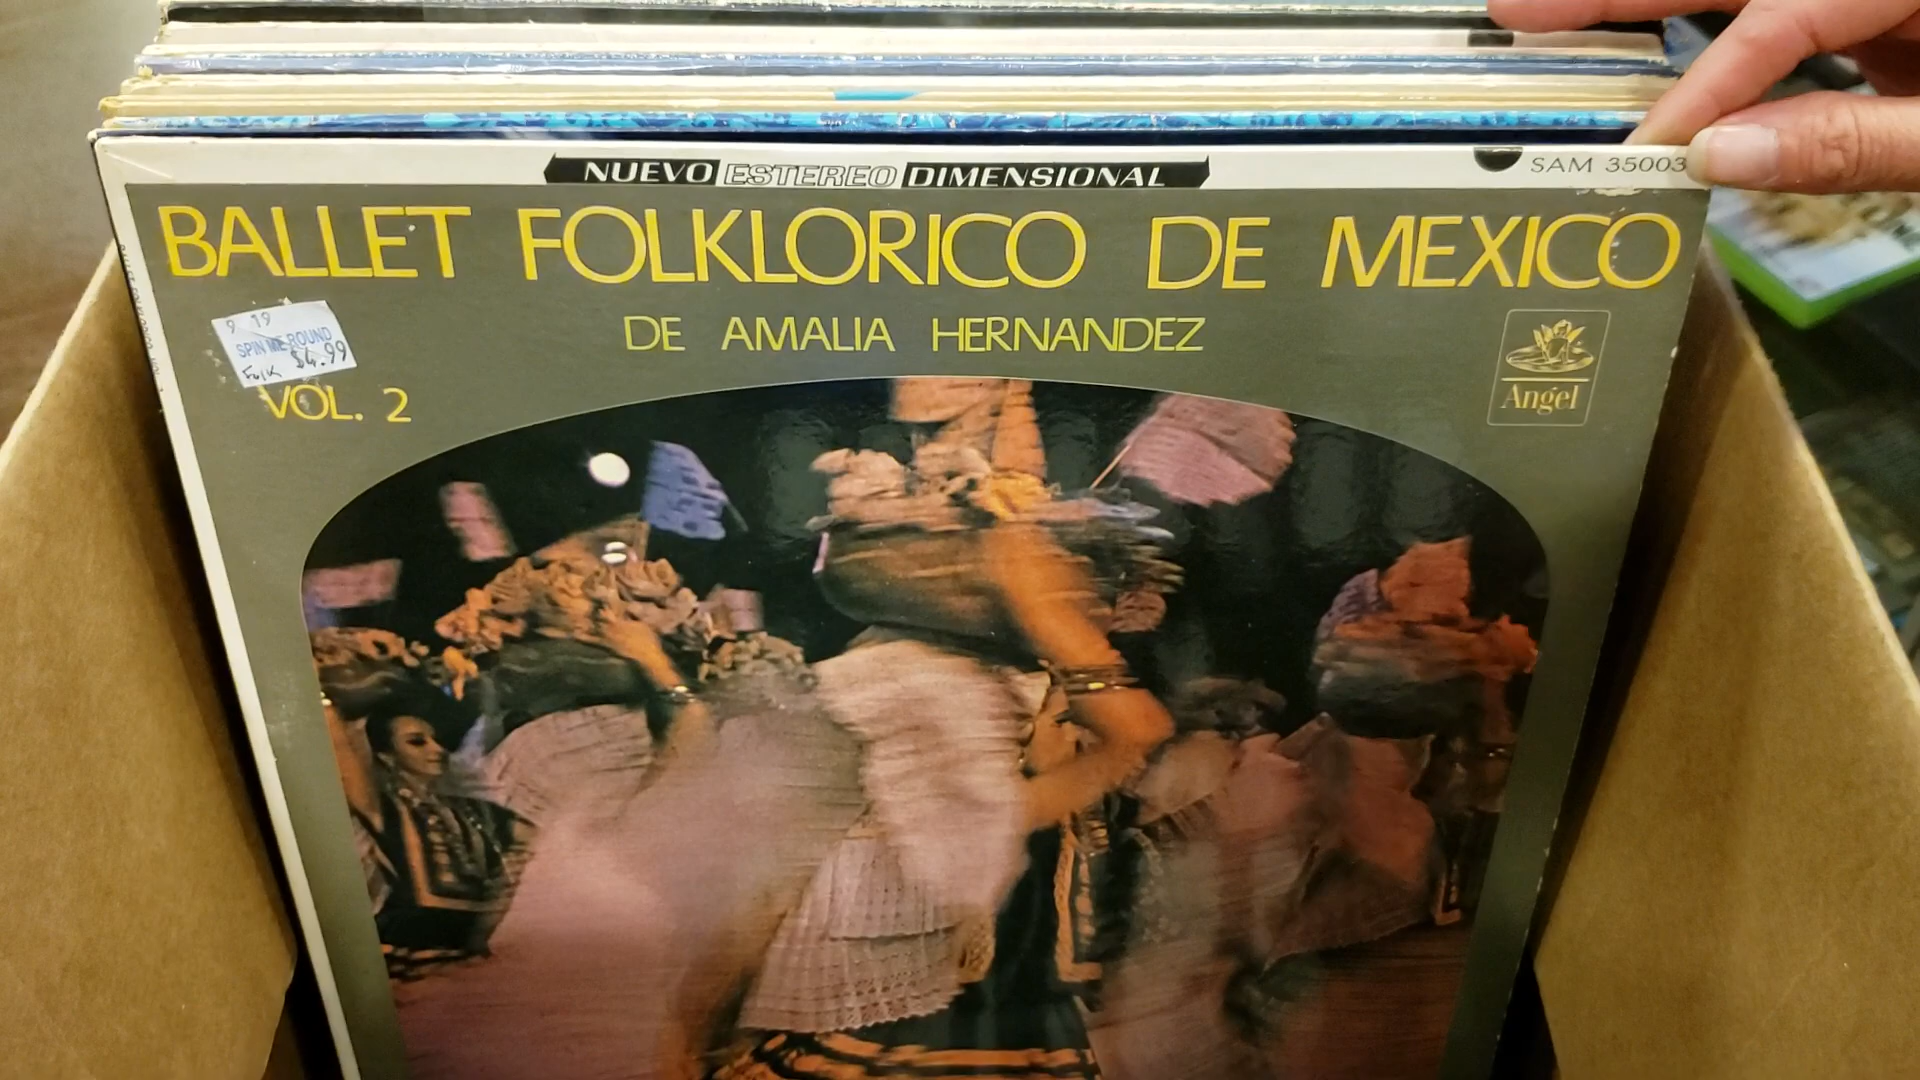 NUEVO ESTEREO DIMENSIONAL
SAM 35003
BALLET FOLKLORICO DE MEXICO
DE AMALIA HERNANDEZ
9 19
SPIN ME ROUND
Folk $4.99
VOL. 2
Angel